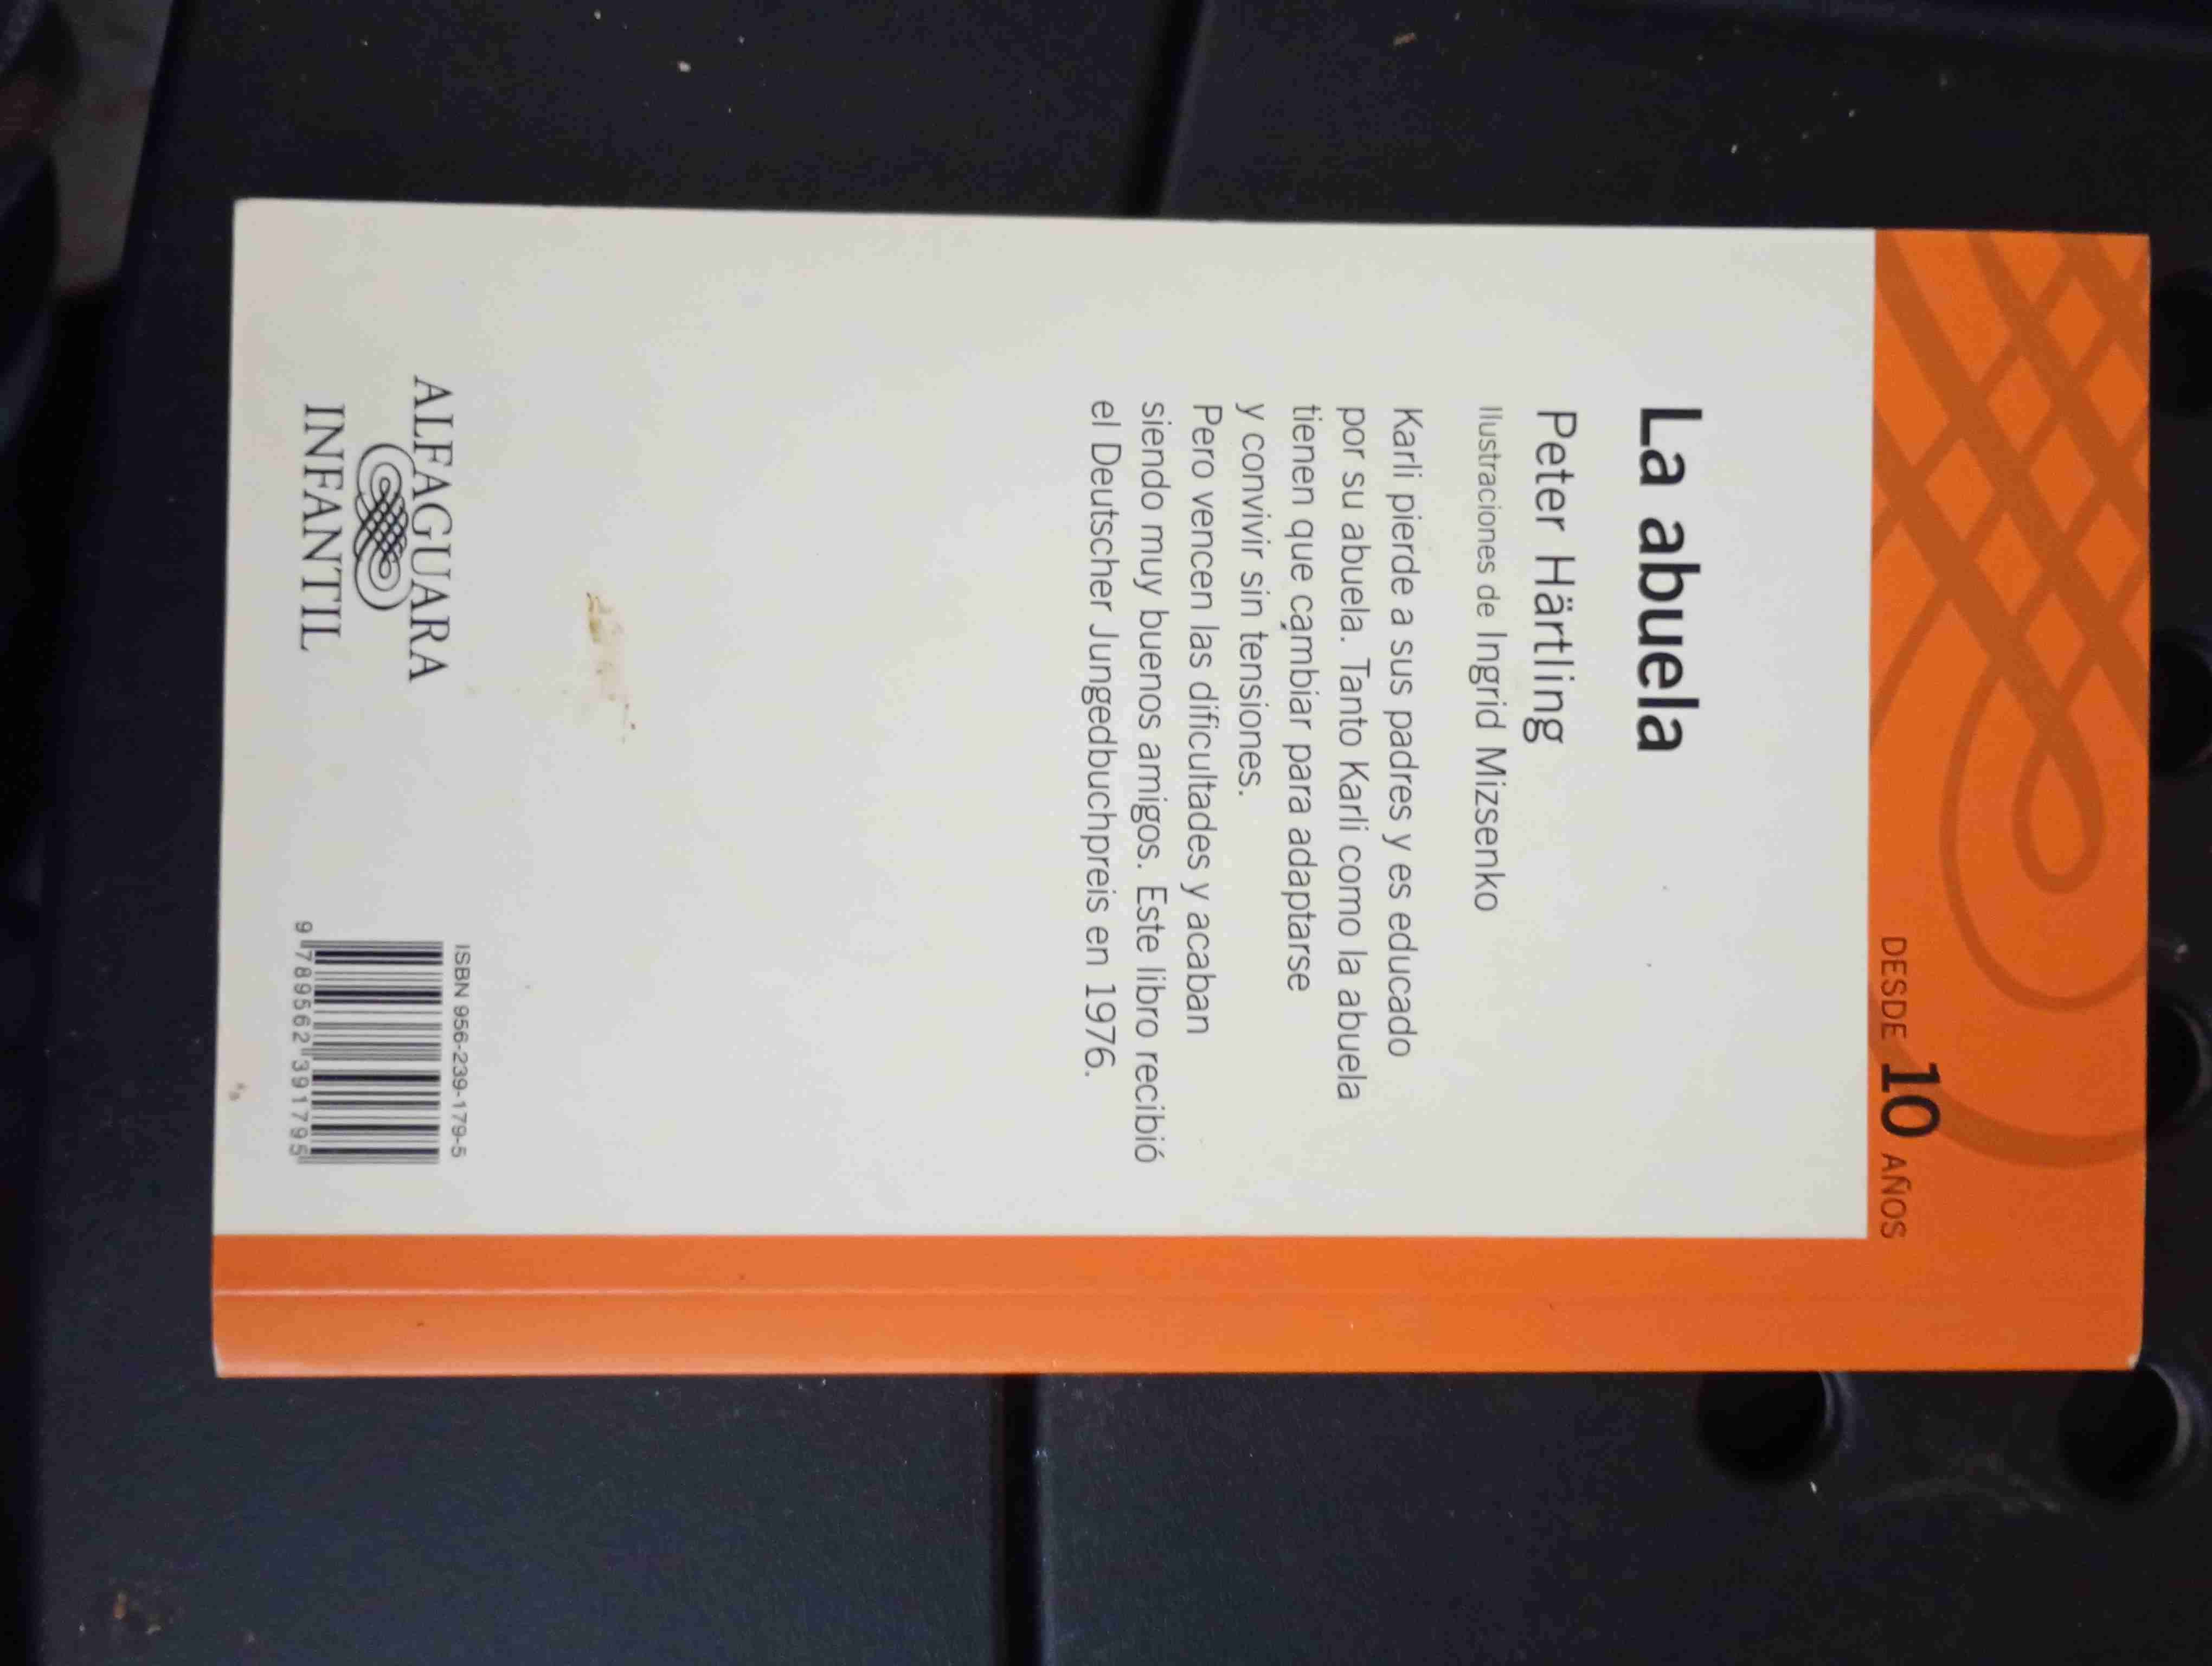 DESDE 10 AÑOS
La abuela
Peter Härtling
Ilustraciones de Ingrid Mizsenko
Karli pierde a sus padres y es educado
por su abuela. Tanto Karli como la abuela
tienen que cambiar para adaptarse
y convivir sin tensiones.
Pero vencen las dificultades y acaban
siendo muy buenos amigos. Este libro recibió
el Deutscher Jungedbuchpreis en 1976.
ALFAGUARA
INFANTIL
ISBN 956-239-179-5
9 789562 391795